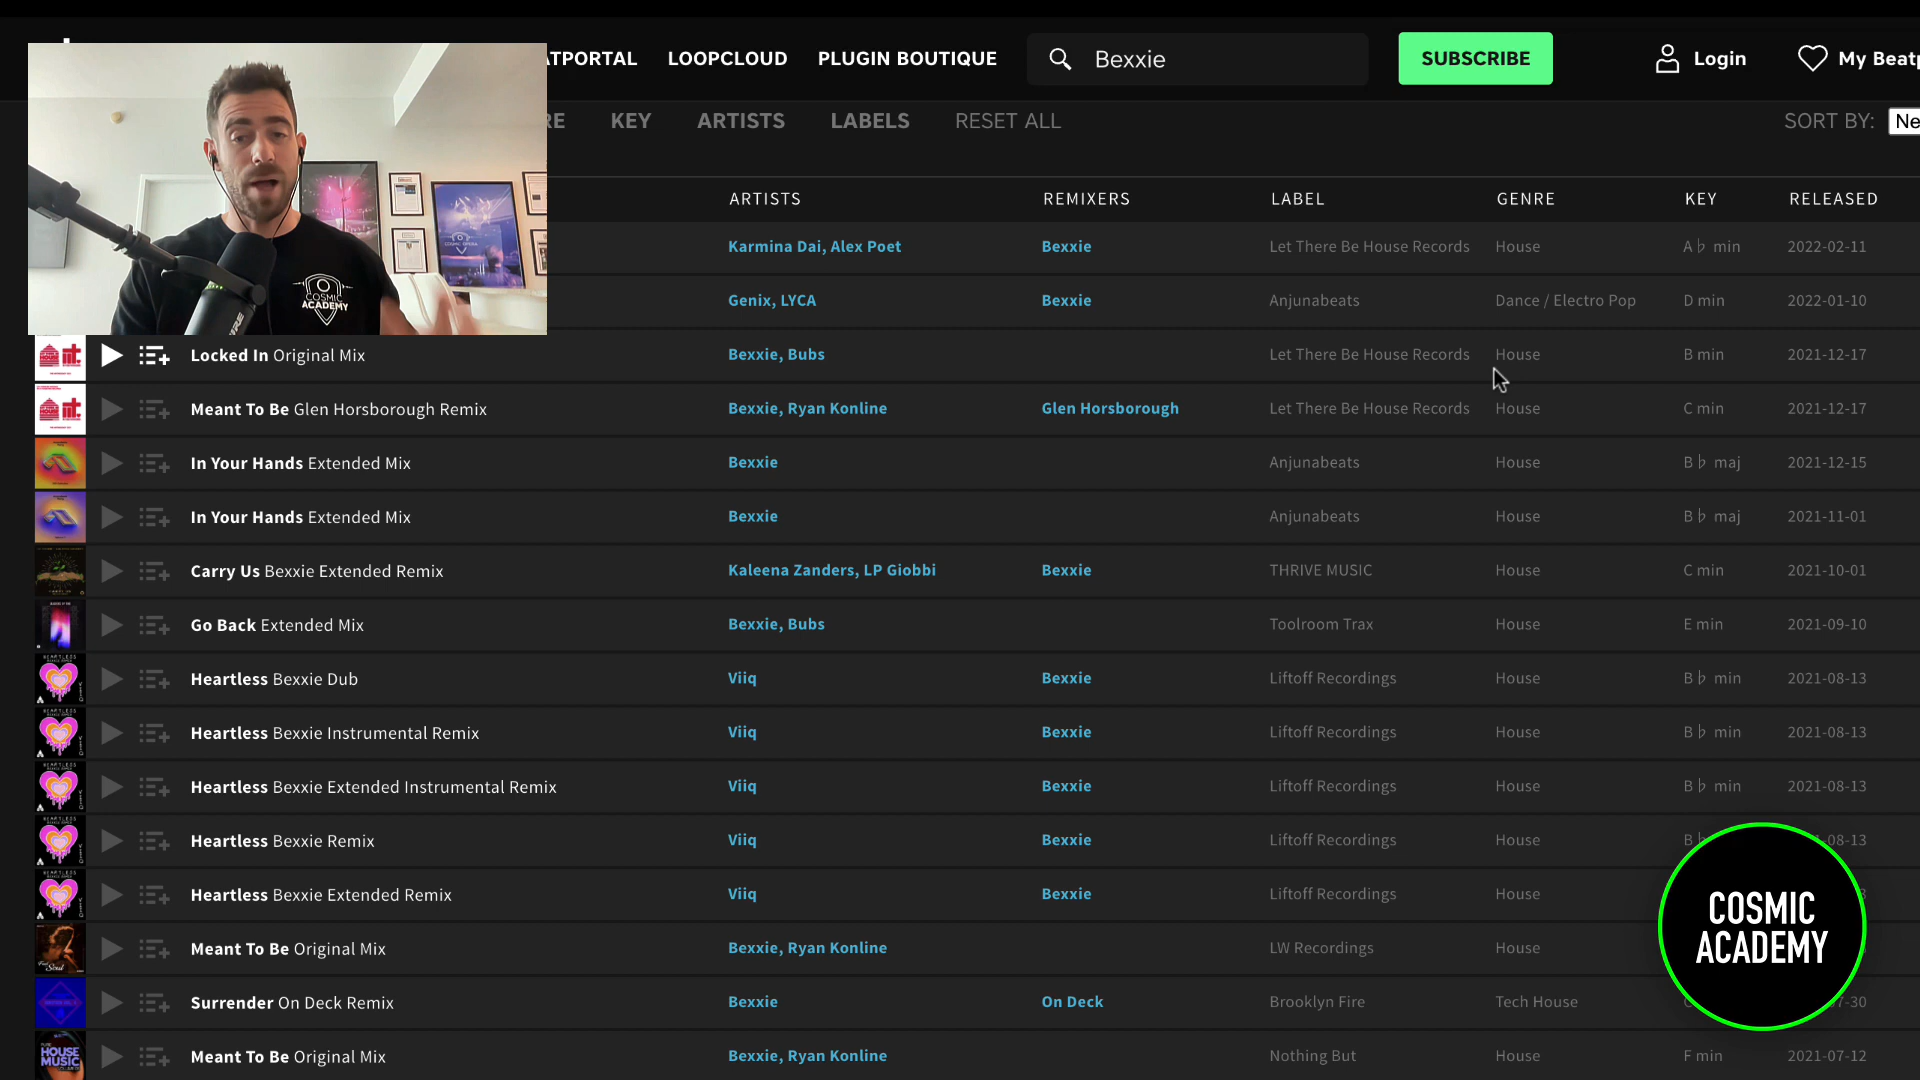 ATPORTAL LOOPCLOUD PLUGIN BOUTIQUE Bexxie SUBSCRIBE Login My Beatp
RE KEY ARTISTS LABELS RESET ALL SORT BY: Ne
ARTISTS REMIXERS LABEL GENRE KEY RELEASED
Karmina Dai, Alex Poet Bexxie Let There Be House Records House A♭ min 2022-02-11
Genix, LYCA Bexxie Anjunabeats Dance / Electro Pop D min 2022-01-10
Locked In Original Mix Bexxie, Bubs Let There Be House Records House B min 2021-12-17
Meant To Be Glen Horsborough Remix Bexxie, Ryan Konline Glen Horsborough Let There Be House Records House C min 2021-12-17
In Your Hands Extended Mix Bexxie Anjunabeats House B♭ maj 2021-12-15
In Your Hands Extended Mix Bexxie Anjunabeats House B♭ maj 2021-11-01
Carry Us Bexxie Extended Remix Kaleena Zanders, LP Giobbi Bexxie THRIVE MUSIC House C min 2021-10-01
Go Back Extended Mix Bexxie, Bubs Toolroom Trax House E min 2021-09-10
Heartless Bexxie Dub Viiq Bexxie Liftoff Recordings House B♭ min 2021-08-13
Heartless Bexxie Instrumental Remix Viiq Bexxie Liftoff Recordings House B♭ min 2021-08-13
Heartless Bexxie Extended Instrumental Remix Viiq Bexxie Liftoff Recordings House B♭ min 2021-08-13
Heartless Bexxie Remix Viiq Bexxie Liftoff Recordings House B♭ -08-13
Heartless Bexxie Extended Remix Viiq Bexxie Liftoff Recordings House
Meant To Be Original Mix Bexxie, Ryan Konline LW Recordings House
Surrender On Deck Remix Bexxie On Deck Brooklyn Fire Tech House 7-30
Meant To Be Original Mix Bexxie, Ryan Konline Nothing But House F min 2021-07-12
COSMIC
ACADEMY
COSMIC
ACADEMY
HOUSE
MUSIC